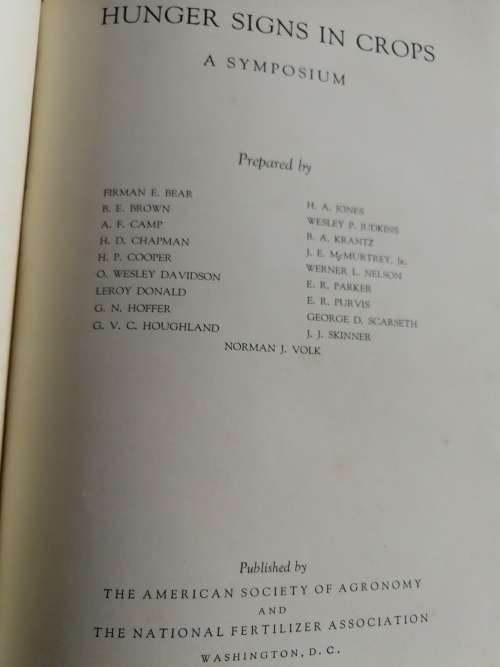 HUNGER SIGNS IN CROPS
A SYMPOSIUM
Prepared by
FIRMAN E. BEAR
B. E. BROWN
A. F. CAMP
H. D. CHAPMAN
H. P. COOPER
O. WESLEY DAVIDSON
LEROY DONALD
G. N. HOFFER
G. V. C. HOUGHLAND
H. A. JONES
WESLEY P. JUDKINS
B. A. KRANTZ
J. E. McMURTREY, Jr.
WERNER L. NELSON
E. R. PARKER
E. R. PURVIS
GEORGE D. SCARSETH
J. J. SKINNER
NORMAN J. VOLK
Published by
THE AMERICAN SOCIETY OF AGRONOMY
AND
THE NATIONAL FERTILIZER ASSOCIATION
WASHINGTON, D. C.